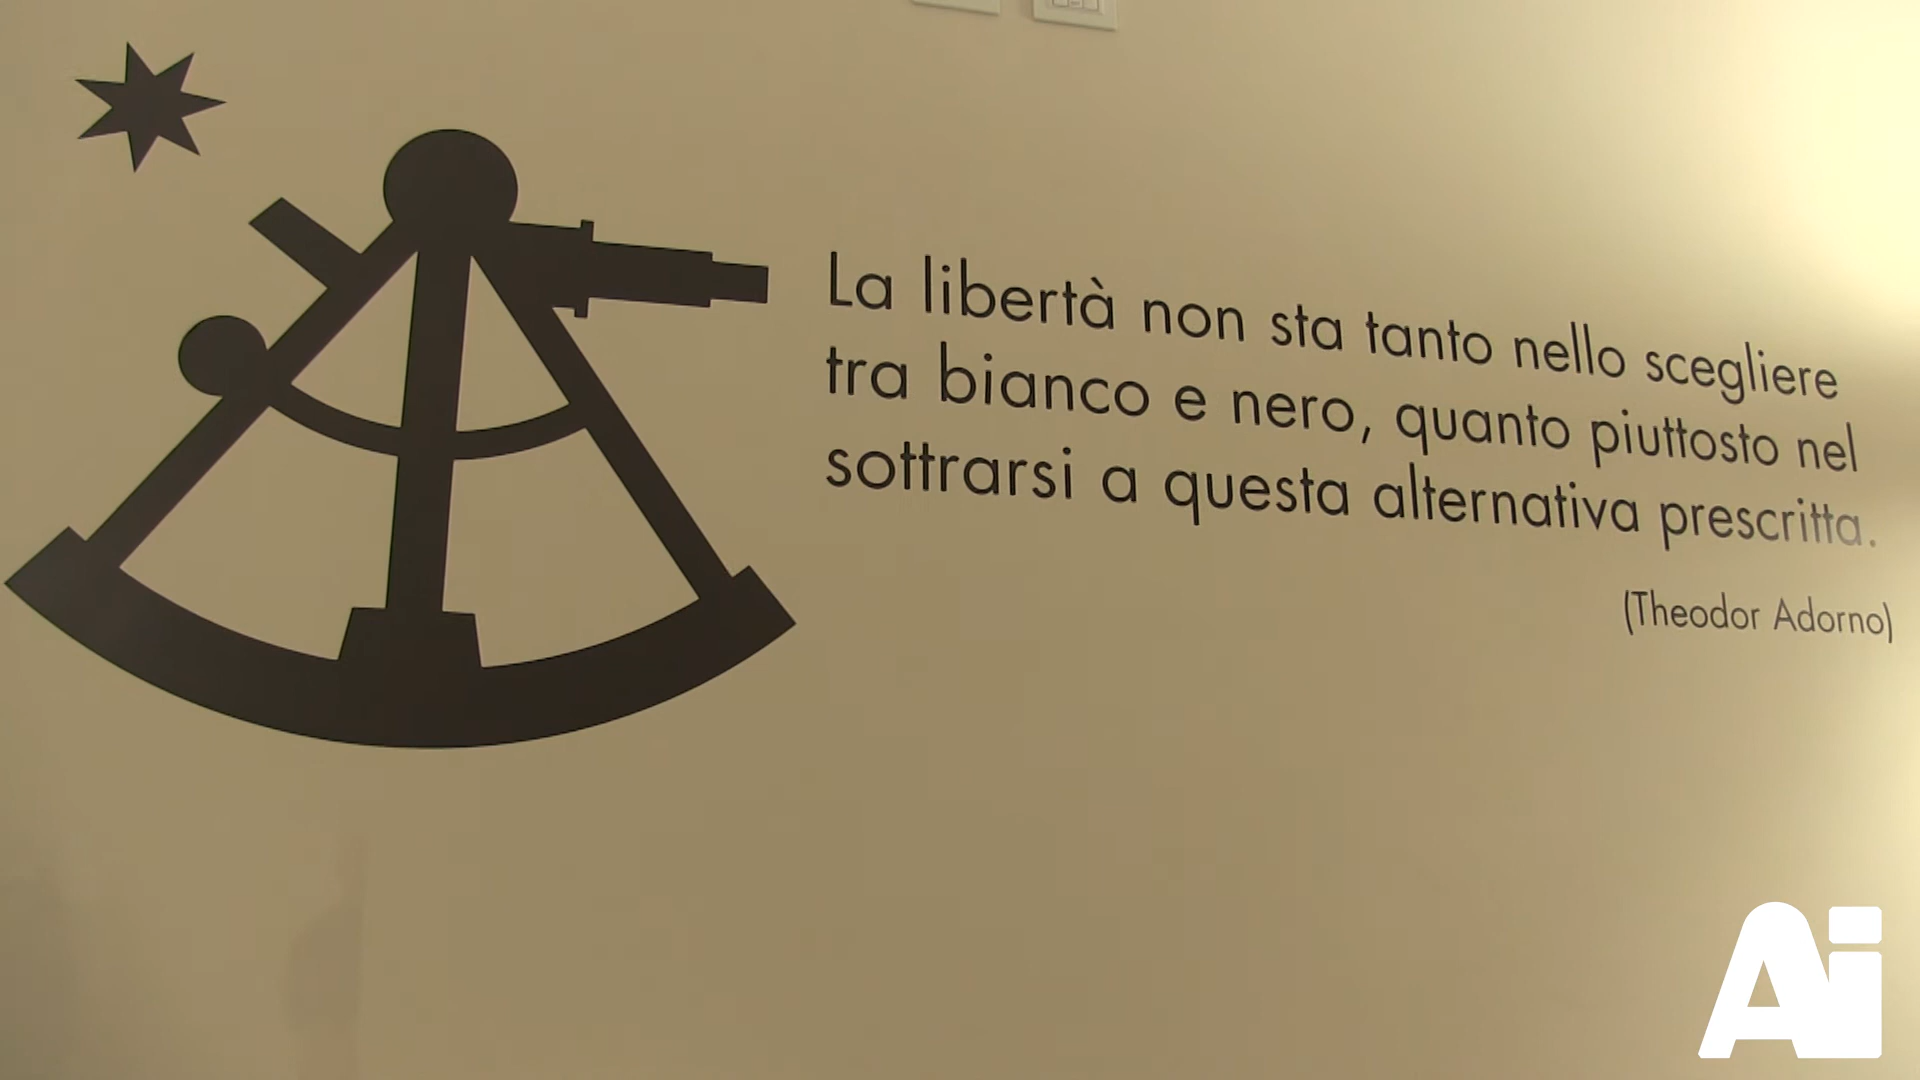 La libertà non sta tanto nello scegliere
tra bianco e nero, quanto piuttosto nel
sottrarsi a questa alternativa prescritta.
(Theodor Adorno)
Ai